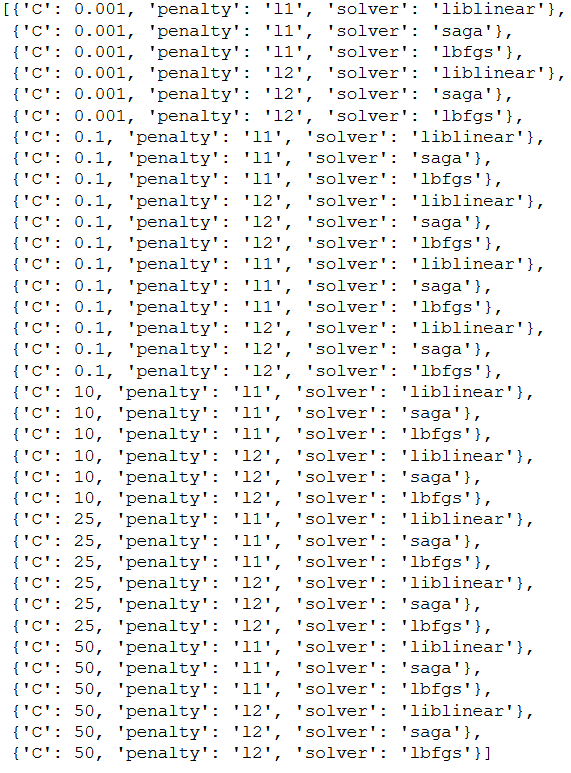 [{'C': 0.001, 'penalty': 'l1', 'solver': 'liblinear'},
{'C': 0.001, 'penalty': 'l1', 'solver': 'saga'},
{'C': 0.001, 'penalty': 'l1', 'solver': 'lbfgs'},
{'C': 0.001, 'penalty': 'l2', 'solver': 'liblinear'},
{'C': 0.001, 'penalty': 'l2', 'solver': 'saga'},
{'C': 0.001, 'penalty': 'l2', 'solver': 'lbfgs'},
{'C': 0.1, 'penalty': 'l1', 'solver': 'liblinear'},
{'C': 0.1, 'penalty': 'l1', 'solver': 'saga'},
{'C': 0.1, 'penalty': 'l1', 'solver': 'lbfgs'},
{'C': 0.1, 'penalty': 'l2', 'solver': 'liblinear'},
{'C': 0.1, 'penalty': 'l2', 'solver': 'saga'},
{'C': 0.1, 'penalty': 'l2', 'solver': 'lbfgs'},
{'C': 0.1, 'penalty': 'l1', 'solver': 'liblinear'},
{'C': 0.1, 'penalty': 'l1', 'solver': 'saga'},
{'C': 0.1, 'penalty': 'l1', 'solver': 'lbfgs'},
{'C': 0.1, 'penalty': 'l2', 'solver': 'liblinear'},
{'C': 0.1, 'penalty': 'l2', 'solver': 'saga'},
{'C': 0.1, 'penalty': 'l2', 'solver': 'lbfgs'},
{'C': 10, 'penalty': 'l1', 'solver': 'liblinear'},
{'C': 10, 'penalty': 'l1', 'solver': 'saga'},
{'C': 10, 'penalty': 'l1', 'solver': 'lbfgs'},
{'C': 10, 'penalty': 'l2', 'solver': 'liblinear'},
{'C': 10, 'penalty': 'l2', 'solver': 'saga'},
{'C': 10, 'penalty': 'l2', 'solver': 'lbfgs'},
{'C': 25, 'penalty': 'l1', 'solver': 'liblinear'},
{'C': 25, 'penalty': 'l1', 'solver': 'saga'},
{'C': 25, 'penalty': 'l1', 'solver': 'lbfgs'},
{'C': 25, 'penalty': 'l2', 'solver': 'liblinear'},
{'C': 25, 'penalty': 'l2', 'solver': 'saga'},
{'C': 25, 'penalty': 'l2', 'solver': 'lbfgs'},
{'C': 50, 'penalty': 'l1', 'solver': 'liblinear'},
{'C': 50, 'penalty': 'l1', 'solver': 'saga'},
{'C': 50, 'penalty': 'l1', 'solver': 'lbfgs'},
{'C': 50, 'penalty': 'l2', 'solver': 'liblinear'},
{'C': 50, 'penalty': 'l2', 'solver': 'saga'},
{'C': 50, 'penalty': 'l2', 'solver': 'lbfgs'}]